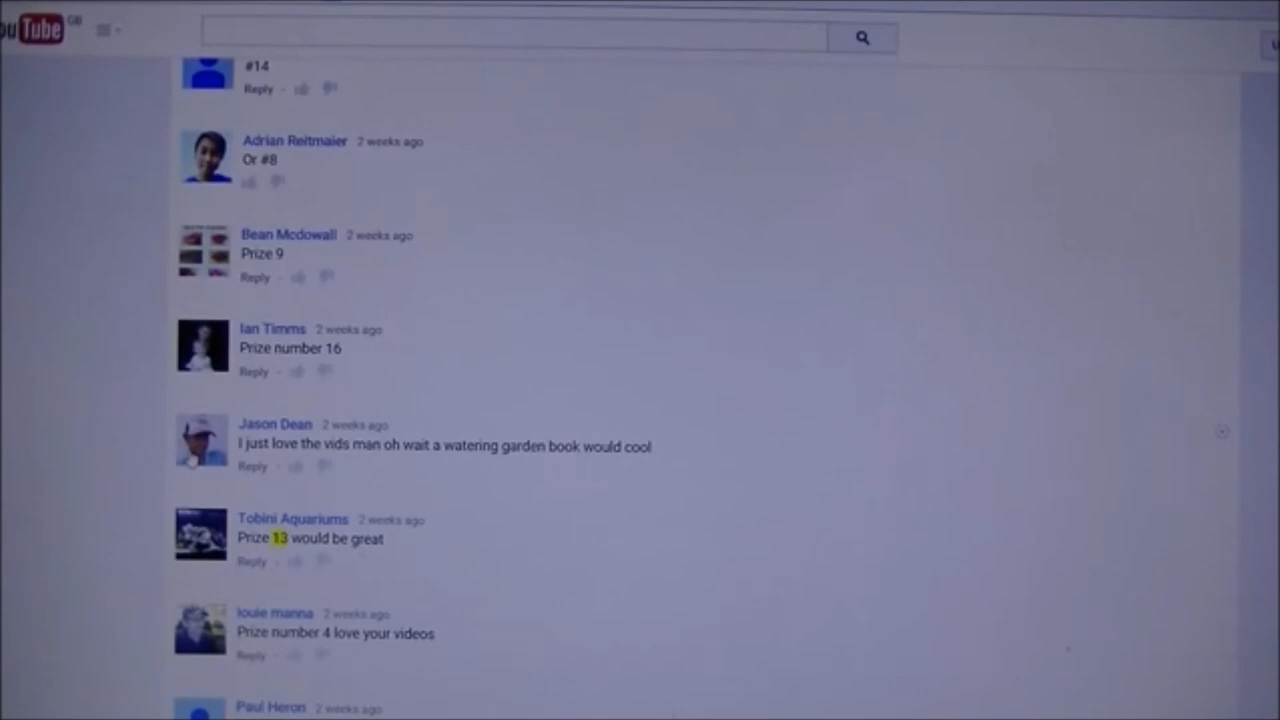 YouTube GB
#14
Reply
Adrian Reitmaier 2 weeks ago
Or #8
Bean Mcdowall 2 weeks ago
Prize 9
Reply
Ian Timms 2 weeks ago
Prize number 16
Reply
Jason Dean 2 weeks ago
I just love the vids man oh wait a watering garden book would cool
Reply
Tobini Aquariums 2 weeks ago
Prize 13 would be great
Reply
louie manna 2 weeks ago
Prize number 4 love your videos
Reply
Paul Heron 2 weeks ago